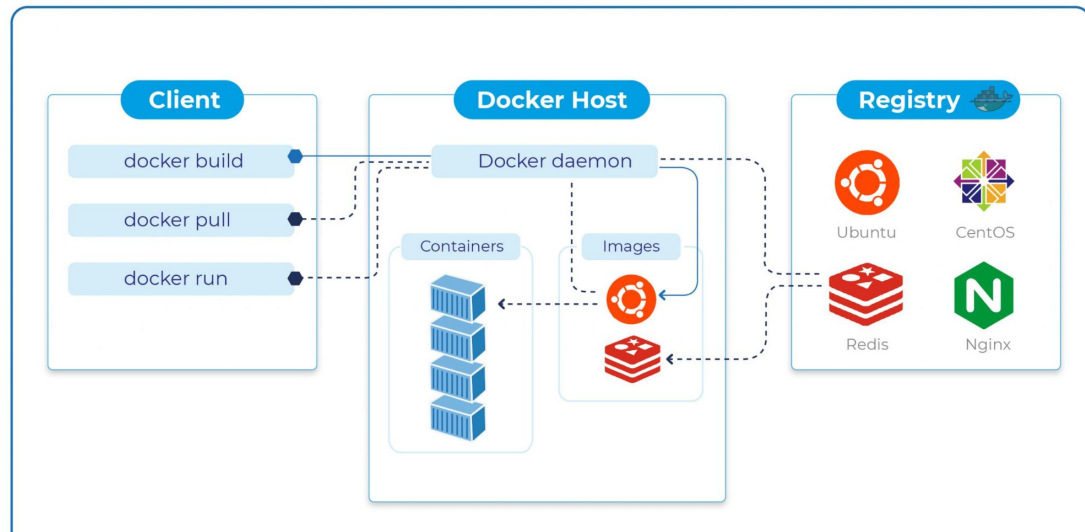 Client
docker build
docker pull
docker run
Docker Host
Docker daemon
Containers
Images
Registry
Ubuntu
CentOS
Redis
Nginx